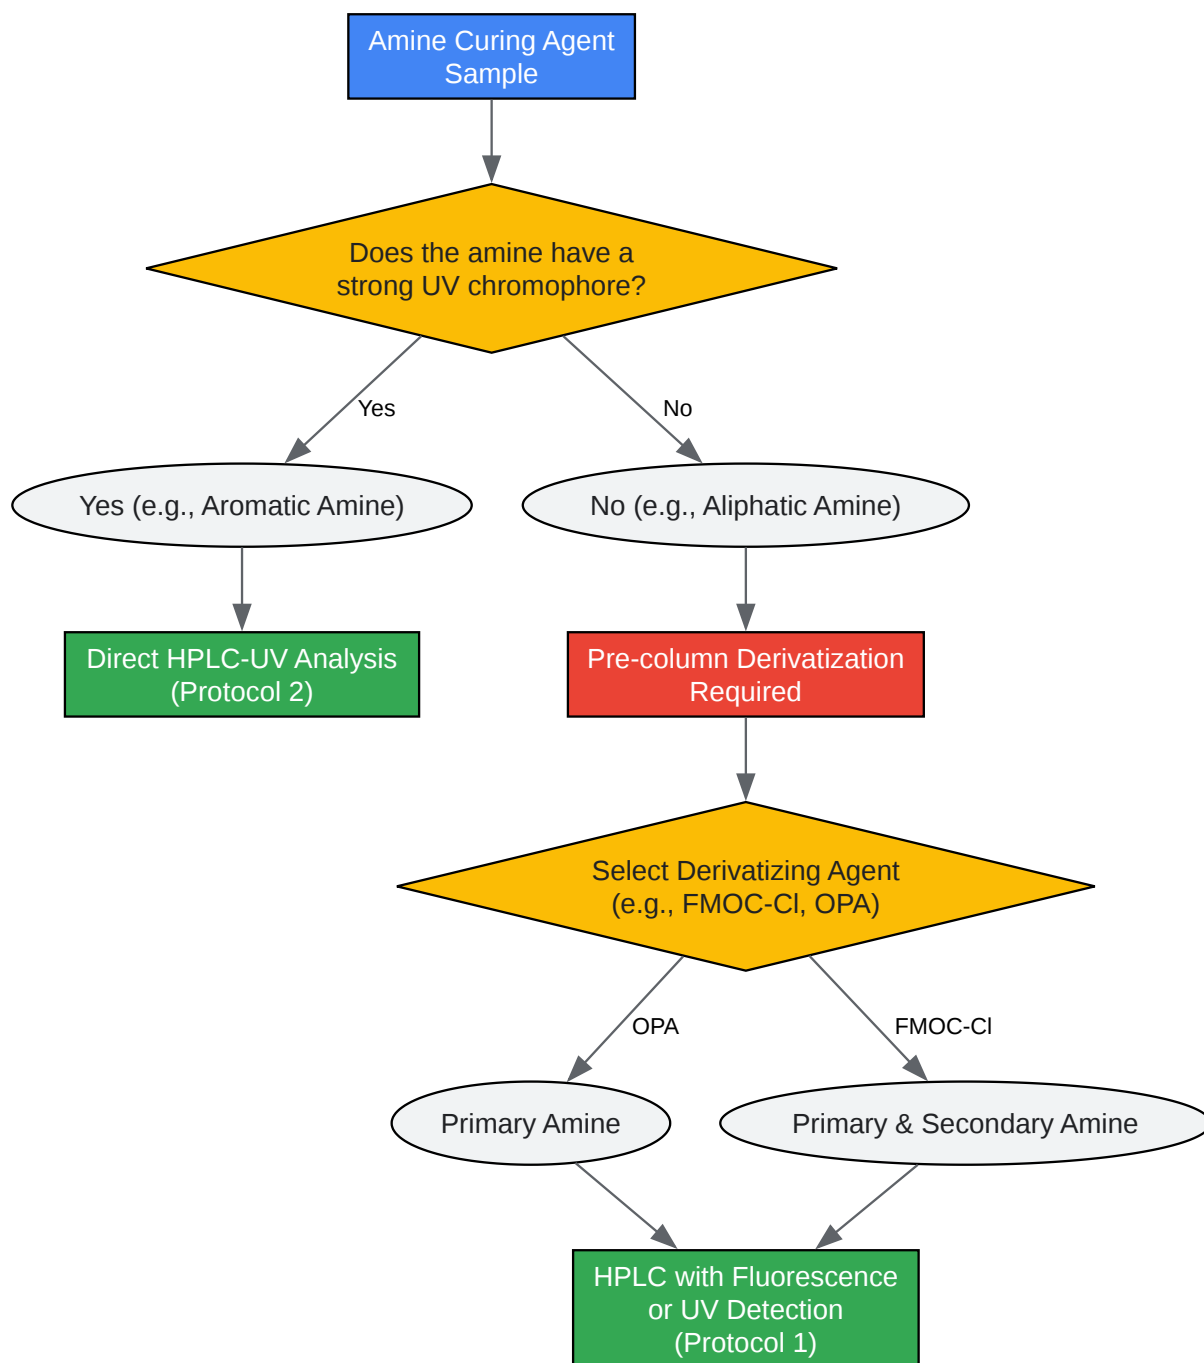 Amine Curing Agent
Sample
Does the amine have a
strong UV chromophore?
Yes
No
Yes (e.g., Aromatic Amine)
No (e.g., Aliphatic Amine)
Direct HPLC-UV Analysis
(Protocol 2)
Pre-column Derivatization
Required
Select Derivatizing Agent
(e.g., FMOC-Cl, OPA)
OPA
FMOC-Cl
Primary Amine
Primary & Secondary Amine
HPLC with Fluorescence
or UV Detection
(Protocol 1)